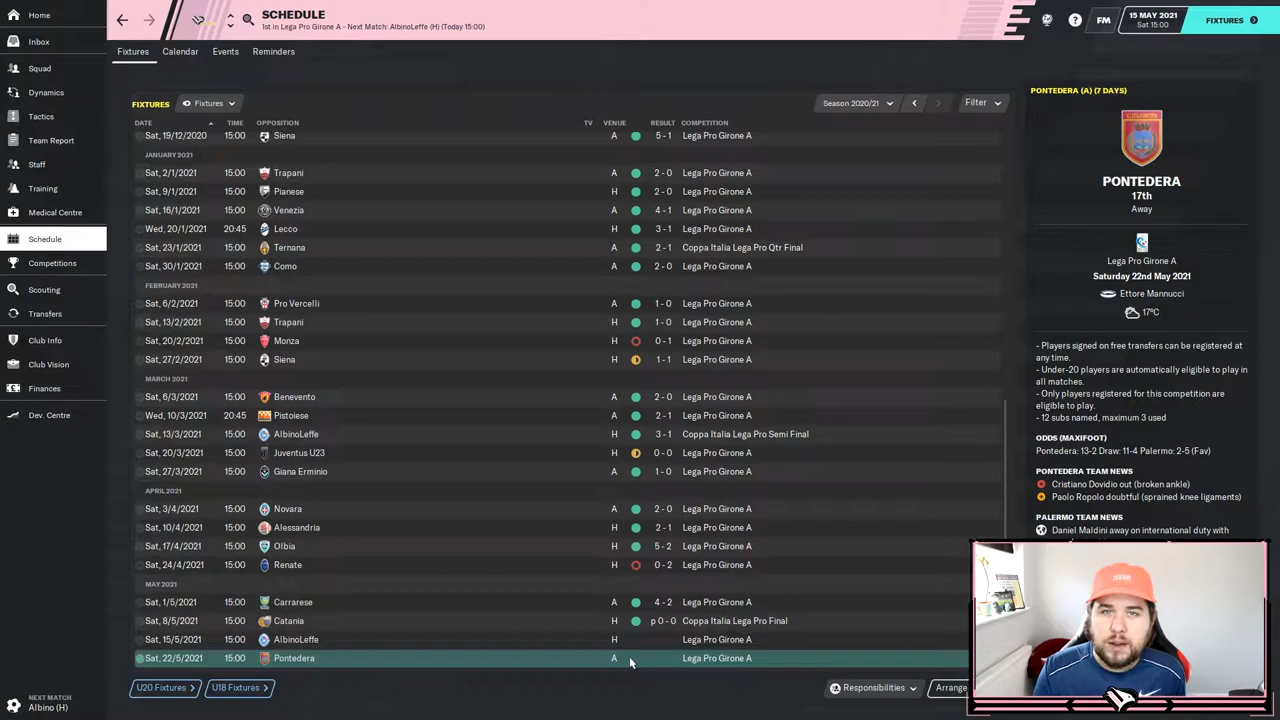 Home
Inbox
Squad
Dynamics
Tactics
Team Report
Staff
Training
Medical Centre
Schedule
Competitions
Scouting
Transfers
Club Info
Club Vision
Finances
Dev. Centre
NEXT MATCH
Albino (H)
SCHEDULE
1st in Lega Pro Girone A - Next Match: AlbinoLeffe (H) (Today 15:00)
?
FM
15 MAY 2021
Sat 15:00
FIXTURES
Fixtures Calendar Events Reminders
FIXTURES Fixtures Season 2020/21 Filter
DATE TIME OPPOSITION TV VENUE RESULT COMPETITION
Sat, 19/12/2020 15:00 Siena A 5 - 1 Lega Pro Girone A
JANUARY 2021
Sat, 2/1/2021 15:00 Trapani A 2 - 0 Lega Pro Girone A
Sat, 9/1/2021 15:00 Pianese H 2 - 0 Lega Pro Girone A
Sat, 16/1/2021 15:00 Venezia A 4 - 1 Lega Pro Girone A
Wed, 20/1/2021 20:45 Lecco H 3 - 1 Lega Pro Girone A
Sat, 23/1/2021 15:00 Ternana A 2 - 1 Coppa Italia Lega Pro Qtr Final
Sat, 30/1/2021 15:00 Como A 2 - 0 Lega Pro Girone A
FEBRUARY 2021
Sat, 6/2/2021 15:00 Pro Vercelli A 1 - 0 Lega Pro Girone A
Sat, 13/2/2021 15:00 Trapani H 1 - 0 Lega Pro Girone A
Sat, 20/2/2021 15:00 Monza H 0 - 1 Lega Pro Girone A
Sat, 27/2/2021 15:00 Siena H 1 - 1 Lega Pro Girone A
MARCH 2021
Sat, 6/3/2021 15:00 Benevento A 2 - 0 Lega Pro Girone A
Wed, 10/3/2021 20:45 Pistoiese H 2 - 1 Lega Pro Girone A
Sat, 13/3/2021 15:00 AlbinoLeffe H 3 - 1 Coppa Italia Lega Pro Semi Final
Sat, 20/3/2021 15:00 Juventus U23 H 0 - 0 Lega Pro Girone A
Sat, 27/3/2021 15:00 Giana Erminio A 1 - 0 Lega Pro Girone A
APRIL 2021
Sat, 3/4/2021 15:00 Novara A 2 - 0 Lega Pro Girone A
Sat, 10/4/2021 15:00 Alessandria H 2 - 1 Lega Pro Girone A
Sat, 17/4/2021 15:00 Olbia H 5 - 2 Lega Pro Girone A
Sat, 24/4/2021 15:00 Renate H 0 - 2 Lega Pro Girone A
MAY 2021
Sat, 1/5/2021 15:00 Carrarese A 4 - 2 Lega Pro Girone A
Sat, 8/5/2021 15:00 Catania H p 0 - 0 Coppa Italia Lega Pro Final
Sat, 15/5/2021 15:00 AlbinoLeffe H Lega Pro Girone A
Sat, 22/5/2021 15:00 Pontedera A Lega Pro Girone A
U20 Fixtures U18 Fixtures Responsibilities Arrange
PONTEDERA (A) (7 DAYS)
PONTEDERA
17th
Away
Lega Pro Girone A
Saturday 22nd May 2021
Ettore Mannucci
17°C
- Players signed on free transfers can be registered at
any time.
- Under-20 players are automatically eligible to play in
all matches.
- Only players registered for this competition are
eligible to play.
- 12 subs named, maximum 3 used
ODDS (MAXIFOOT)
Pontedera: 13-2 Draw: 11-4 Palermo: 2-5 (Fav)
PONTEDERA TEAM NEWS
Cristiano Dovidio out (broken ankle)
Paolo Ropolo doubtful (sprained knee ligaments)
PALERMO TEAM NEWS
Daniel Maldini away on international duty with